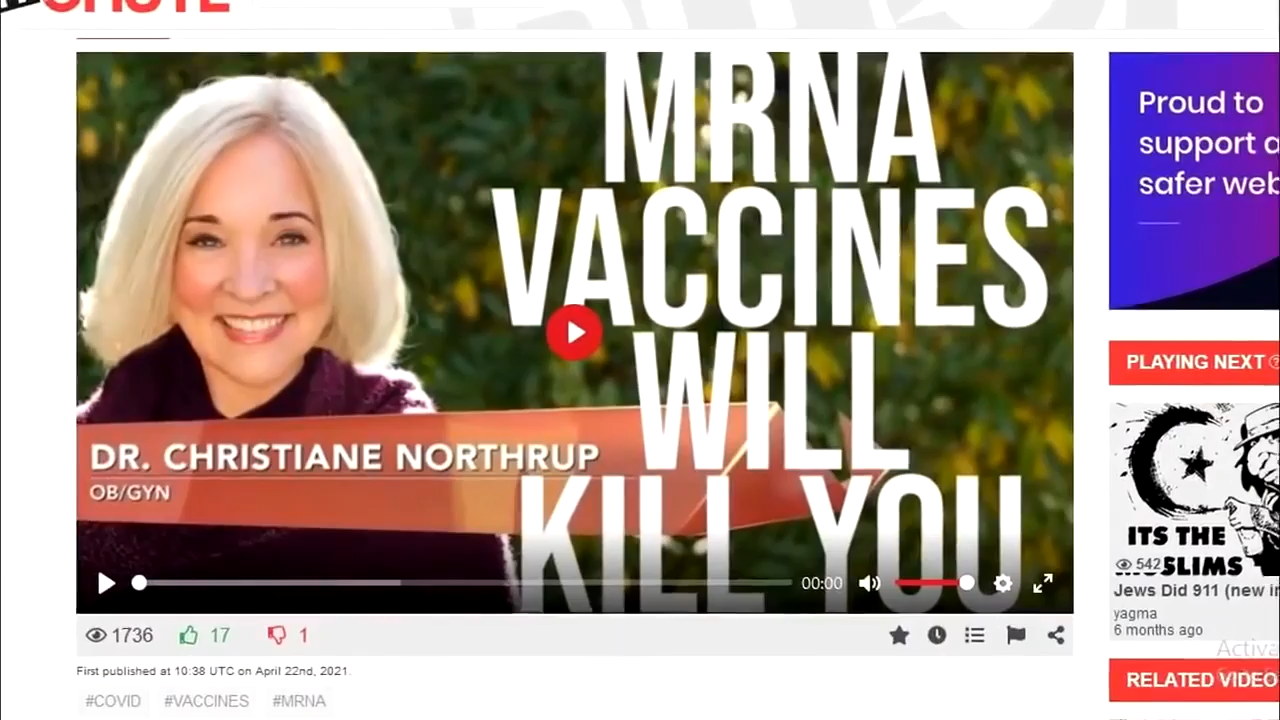 MRNA
VACCINES
WILL
KILL YOU
DR. CHRISTIANE NORTHRUP
OB/GYN
00:00
1736
17
1
First published at 10:38 UTC on April 22nd, 2021.
#COVID #VACCINES #MRNA
Proud to
support a
safer web
PLAYING NEXT
ITS THE
542
Jews Did 911 (new in
yagma
6 months ago
RELATED VIDEO